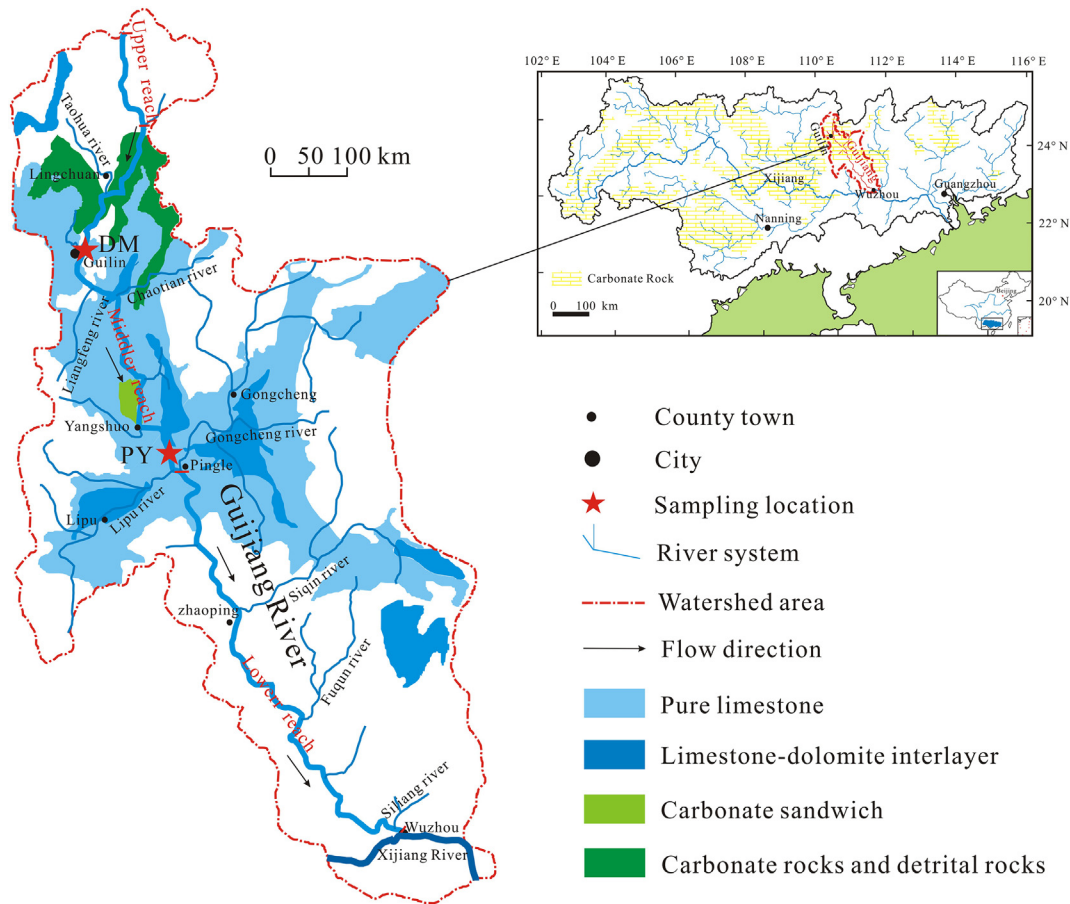 Upper reach
Taohua river
Lingchuan
DM
Guilin
Chaotian river
Liangfeng river
Middler reach
Yangshuo
Gongcheng
Gongcheng river
PY
Pingle
Lipu
Lipu river
Guijiang River
Siqin river
zhaoping
Fuqun river
Lowerr reach
Siliang river
Wuzhou
Xijiang River
0 50 100 km
102° E 104° E 106° E 108° E 110° E 112° E 114° E 116° E
24° N
22° N
20° N
Guilin
Guijiang
Xijiang
Wuzhou
Guangzhou
Nanning
Carbonate Rock
0 100 km
Beijing
County town
City
Sampling location
River system
Watershed area
Flow direction
Pure limestone
Limestone-dolomite interlayer
Carbonate sandwich
Carbonate rocks and detrital rocks